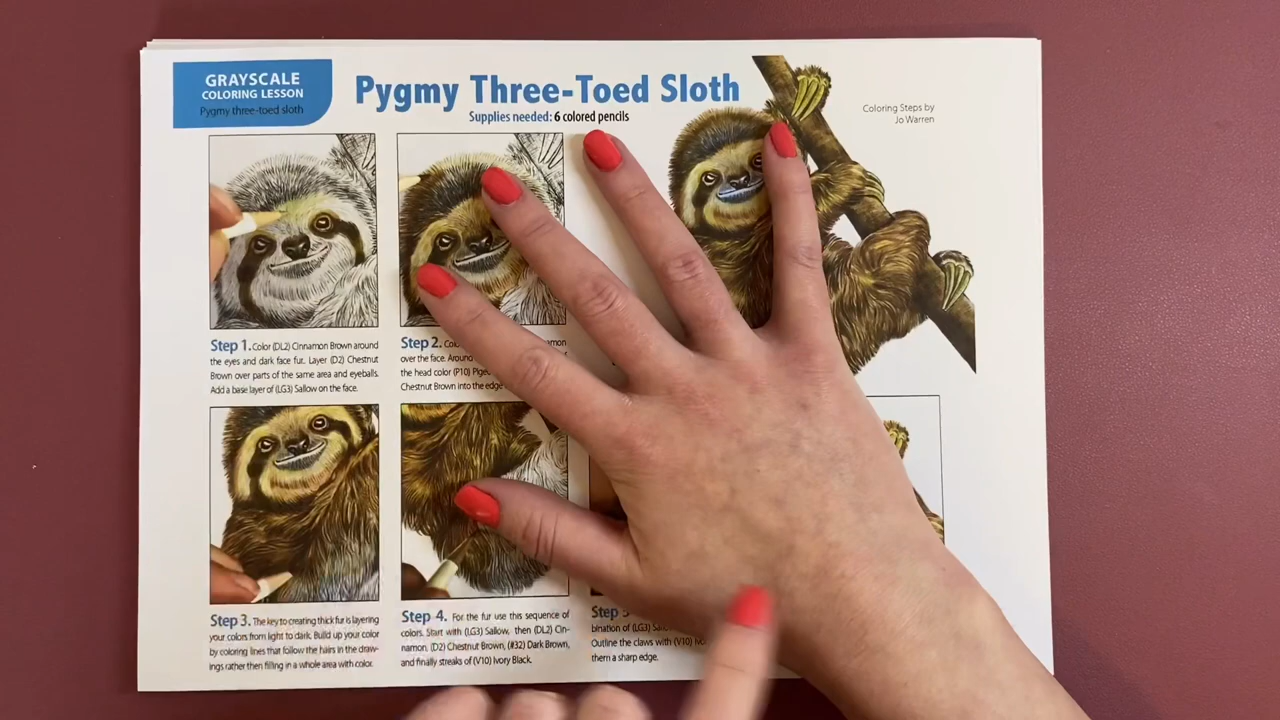 GRAYSCALE
COLORING LESSON
Pygmy three-toed sloth
Pygmy Three-Toed Sloth
Supplies needed: 6 colored pencils
Coloring Steps by
Jo Warren
Step 1. Color (DL2) Cinnamon Brown around
the eyes and dark face fur. Layer (D2) Chestnut
Brown over parts of the same area and eyeballs.
Add a base layer of (LG3) Sallow on the face.
Step 2.
over the face. Around
the head color (P10)
Chestnut Brown into the edge
Step 3. The key to creating thick fur is layering
your colors from light to dark. Build up your color
by coloring lines that follow the hairs in the draw-
ings rather then filling in a whole area with color.
Step 4. For the fur use this sequence of
colors. Start with (LG3) Sallow, then (DL2) Cin-
namon, (D2) Chestnut Brown, (#32) Dark Brown,
and finally streaks of (V10) Ivory Black.
Step
bination of (LG3)
Outline the claws with (V10)
them a sharp edge.